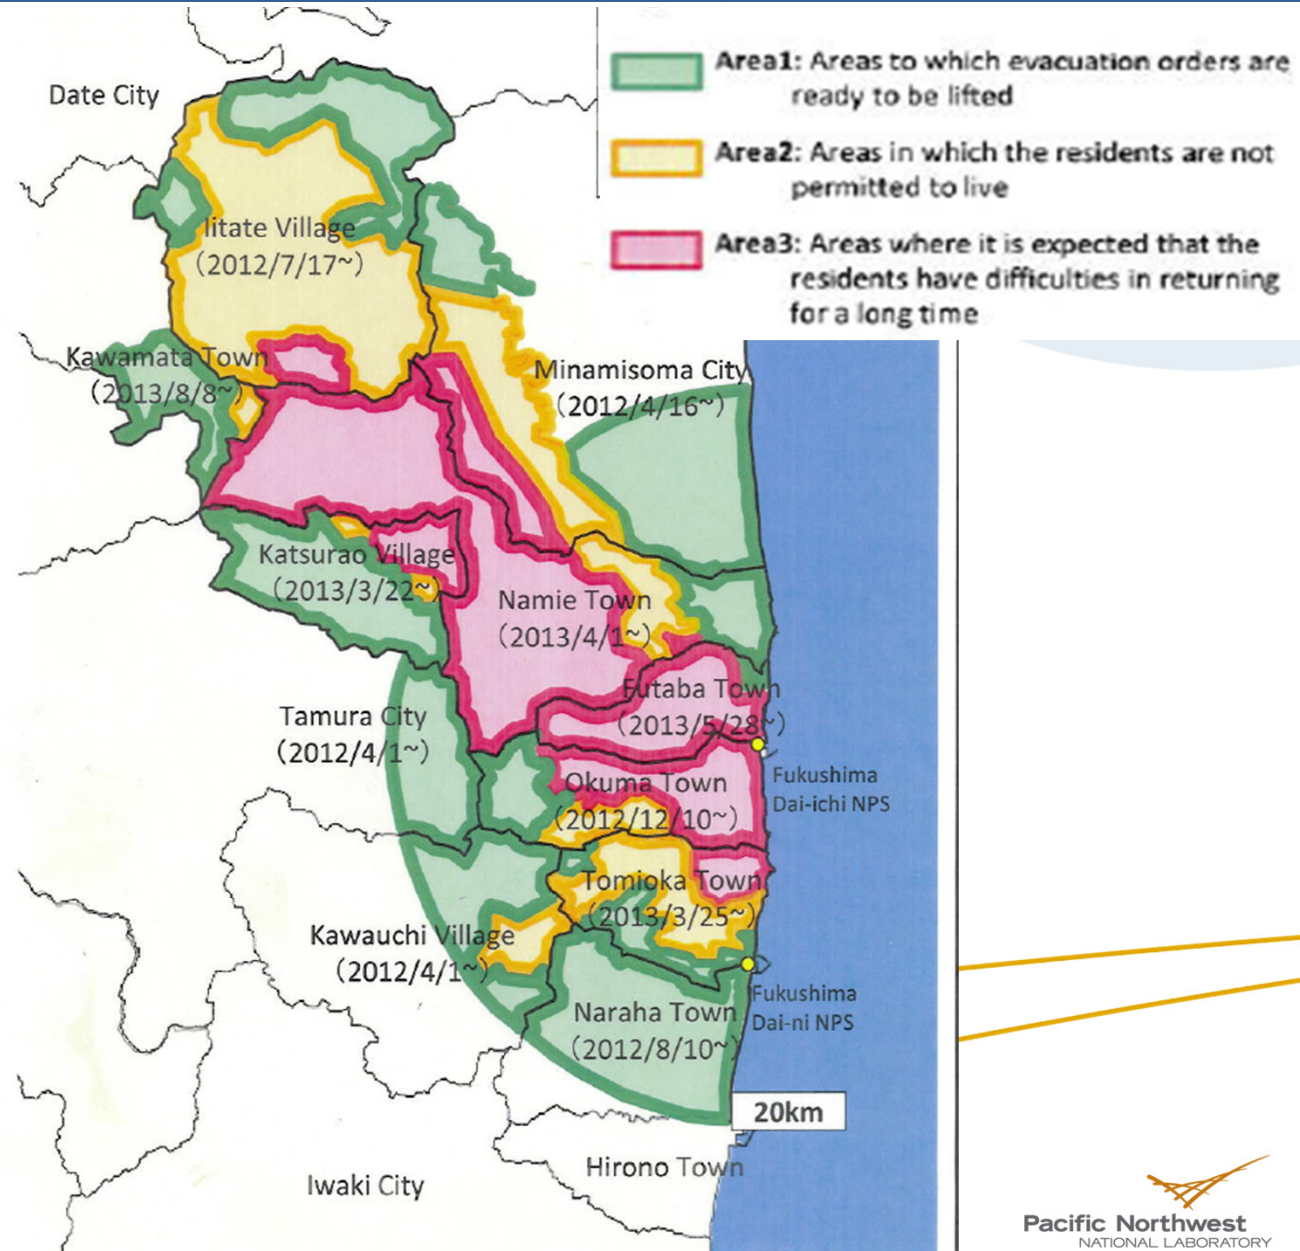 Area1: Areas to which evacuation orders are
ready to be lifted
Area2: Areas in which the residents are not
permitted to live
Area3: Areas where it is expected that the
residents have difficulties in returning
for a long time
Date City
Iitate Village
(2012/7/17~)
Kawamata Town
(2013/8/8~)
Minamisoma City
(2012/4/16~)
Katsurao Village
(2013/3/22~)
Namie Town
(2013/4/1~)
Futaba Town
(2013/5/28~)
Tamura City
(2012/4/1~)
Okuma Town
(2012/12/10~)
Fukushima
Dai-ichi NPS
Tomioka Town
(2013/3/25~)
Kawauchi Village
(2012/4/1~)
Fukushima
Dai-ni NPS
Naraha Town
(2012/8/10~)
20km
Hirono Town
Iwaki City
Pacific Northwest
NATIONAL LABORATORY